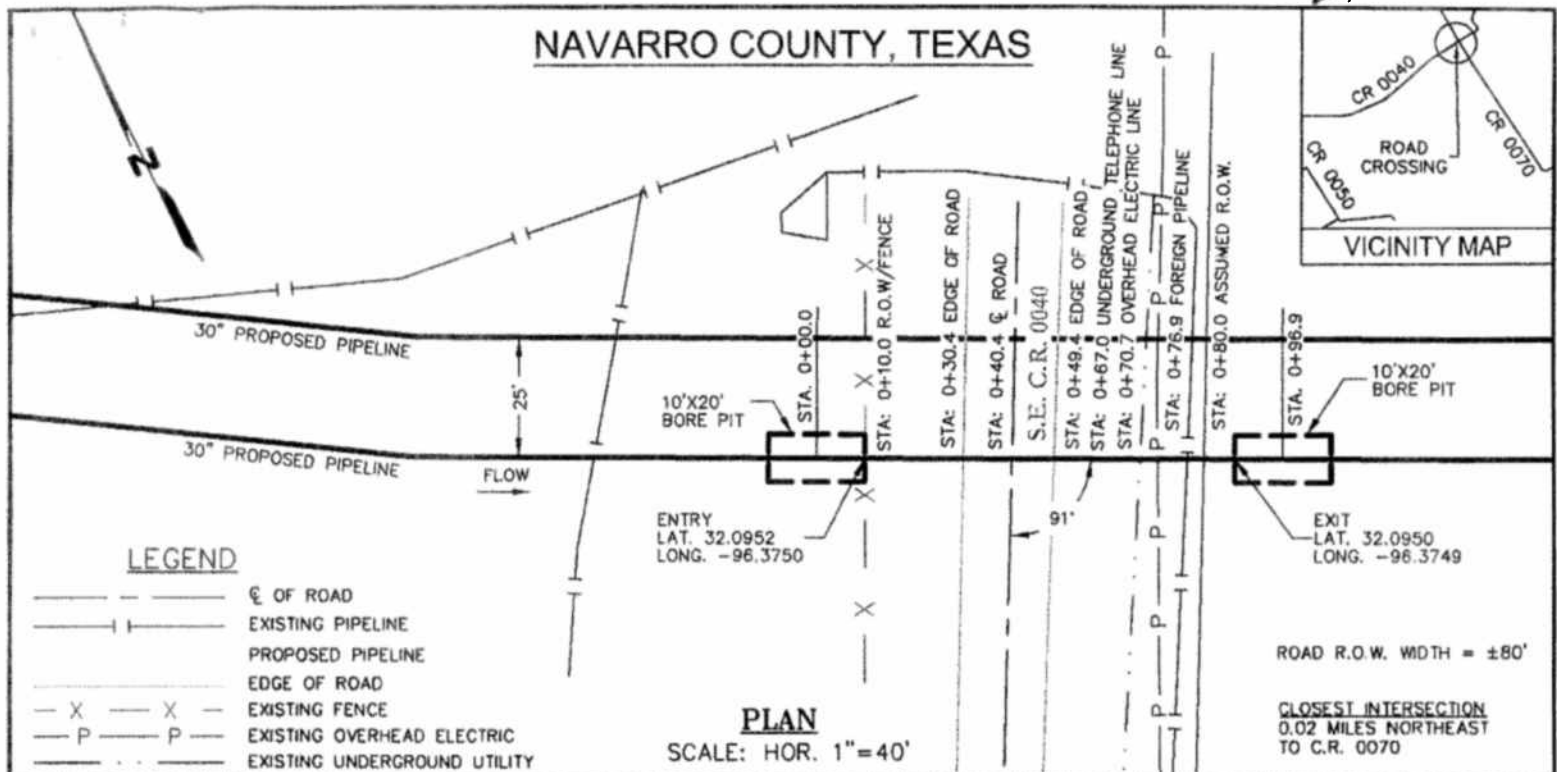 NAVARRO COUNTY, TEXAS
N
CR 0040
CR 0070
CR 0050
ROAD
CROSSING
VICINITY MAP
30" PROPOSED PIPELINE
30" PROPOSED PIPELINE
25'
FLOW
10'X20'
BORE PIT
STA. 0+00.0
STA: 0+10.0 R.O.W/FENCE
STA: 0+30.4 EDGE OF ROAD
STA: 0+40.4 ℄ ROAD
S.E. C.R. 0040
STA: 0+49.4 EDGE OF ROAD
STA: 0+67.0 UNDERGROUND TELEPHONE LINE
STA: 0+70.7 OVERHEAD ELECTRIC LINE
STA: 0+76.9 FOREIGN PIPELINE
STA: 0+80.0 ASSUMED R.O.W.
STA. 0+96.9
10'X20'
BORE PIT
X
X
X
X
P
P
P
P
P
P
P
P
P
ENTRY
LAT. 32.0952
LONG. -96.3750
91°
EXIT
LAT. 32.0950
LONG. -96.3749
LEGEND
℄ OF ROAD
EXISTING PIPELINE
PROPOSED PIPELINE
EDGE OF ROAD
X X EXISTING FENCE
P P EXISTING OVERHEAD ELECTRIC
EXISTING UNDERGROUND UTILITY
PLAN
SCALE: HOR. 1"=40'
ROAD R.O.W. WIDTH = ±80'
CLOSEST INTERSECTION
0.02 MILES NORTHEAST
TO C.R. 0070